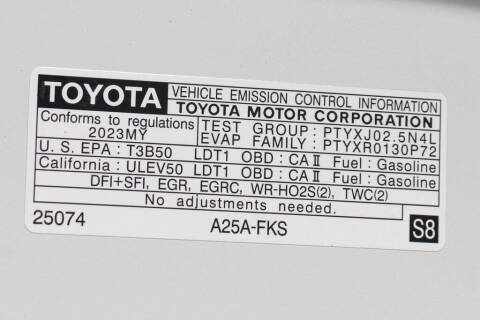 TOYOTA VEHICLE EMISSION CONTROL INFORMATION
TOYOTA MOTOR CORPORATION
Conforms to regulations 2023MY
TEST GROUP : PTYXJ02.5N4L
EVAP FAMILY : PTYXR0130P72
U. S. EPA : T3B50 LDT1 OBD : CA II Fuel : Gasoline
California : ULEV50 LDT1 OBD : CA II Fuel : Gasoline
DFI+SFI, EGR, EGRC, WR-HO2S(2), TWC(2)
No adjustments needed.
25074 A25A-FKS S8